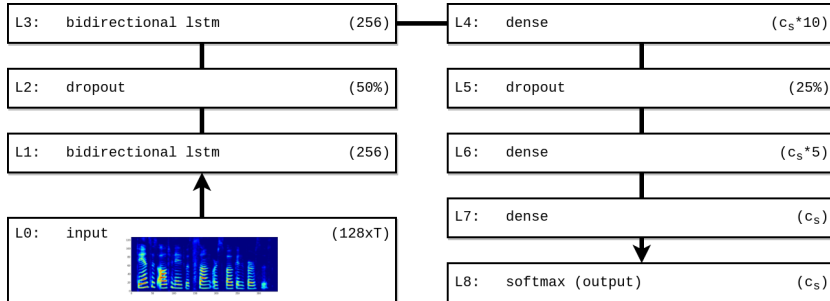 L3: bidirectional lstm (256)
L2: dropout (50%)
L1: bidirectional lstm (256)
L0: input (128xT)
L4: dense (cₛ*10)
L5: dropout (25%)
L6: dense (cₛ*5)
L7: dense (cₛ)
L8: softmax (output) (cₛ)